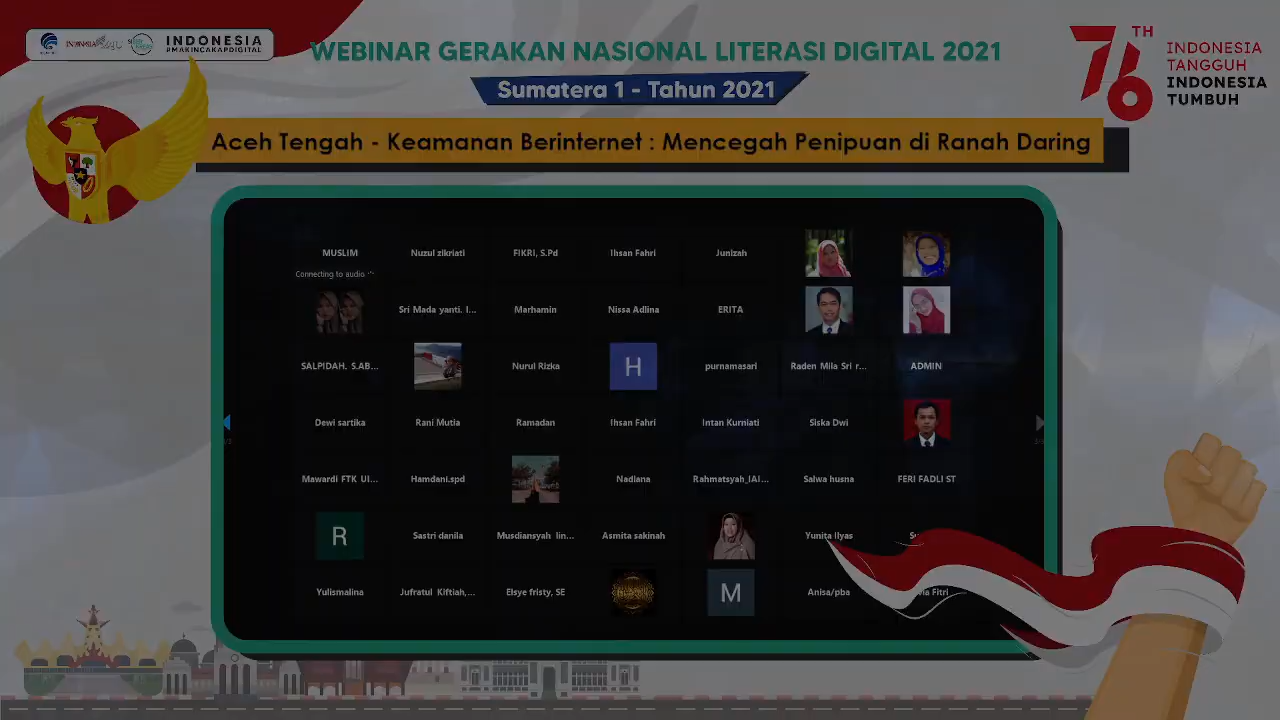 INDONESIA
#MAKINCAKAPDIGITAL
WEBINAR GERAKAN NASIONAL LITERASI DIGITAL 2021
Sumatera 1 - Tahun 2021
76TH
INDONESIA
TANGGUH
INDONESIA
TUMBUH
Aceh Tengah - Keamanan Berinternet : Mencegah Penipuan di Ranah Daring
MUSLIM Nuzul zikriati FIKRI, S.Pd Ihsan Fahri Junizah
Connecting to audio
Sri Mada yanti. I... Marhamin Nissa Adlina ERITA
SALPIDAH. S.AB... Nurul Rizka H purnamasari Raden Mila Sri r... ADMIN
Dewi sartika Rani Mutia Ramadan Ihsan Fahri Intan Kurniati Siska Dwi
Mawardi FTK UI... Hamdani.spd Nadiana Rahmatsyah_IAI... Salwa husna FERI FADLI ST
R Sastri danila Musdiansyah lin... Asmita sakinah Yunita Ilyas
Yulismalina Jufratul Kiftiah,... Elsye fristy, SE M Anisa/pba Fitri